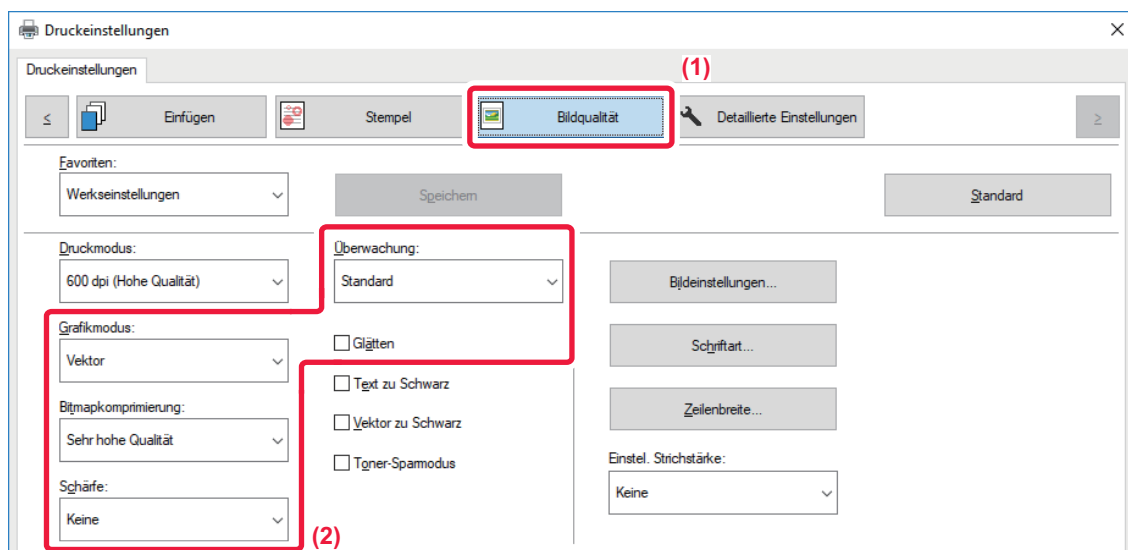 Druckeinstellungen
Druckeinstellungen
(1)
< Einfügen Stempel Bildqualität Detaillierte Einstellungen >
Favoriten:
Werkseinstellungen Speichern Standard
Druckmodus: Überwachung:
600 dpi (Hohe Qualität) Standard Bildeinstellungen...
Grafikmodus:
Vektor Glätten Schriftart...
Text zu Schwarz
Bitmapkomprimierung:
Sehr hohe Qualität Vektor zu Schwarz Zeilenbreite...
Toner-Sparmodus Einstel. Strichstärke:
Schärfe:
Keine Keine
(2)